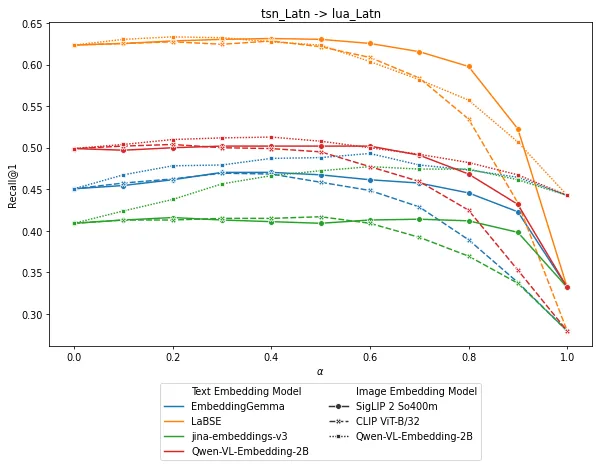 tsn_Latn -> lua_Latn
Recall@1
0.65
0.60
0.55
0.50
0.45
0.40
0.35
0.30
0.0 0.2 0.4 0.6 0.8 1.0
α
Text Embedding Model Image Embedding Model
EmbeddingGemma SigLIP 2 So400m
LaBSE CLIP ViT-B/32
jina-embeddings-v3 Qwen-VL-Embedding-2B
Qwen-VL-Embedding-2B